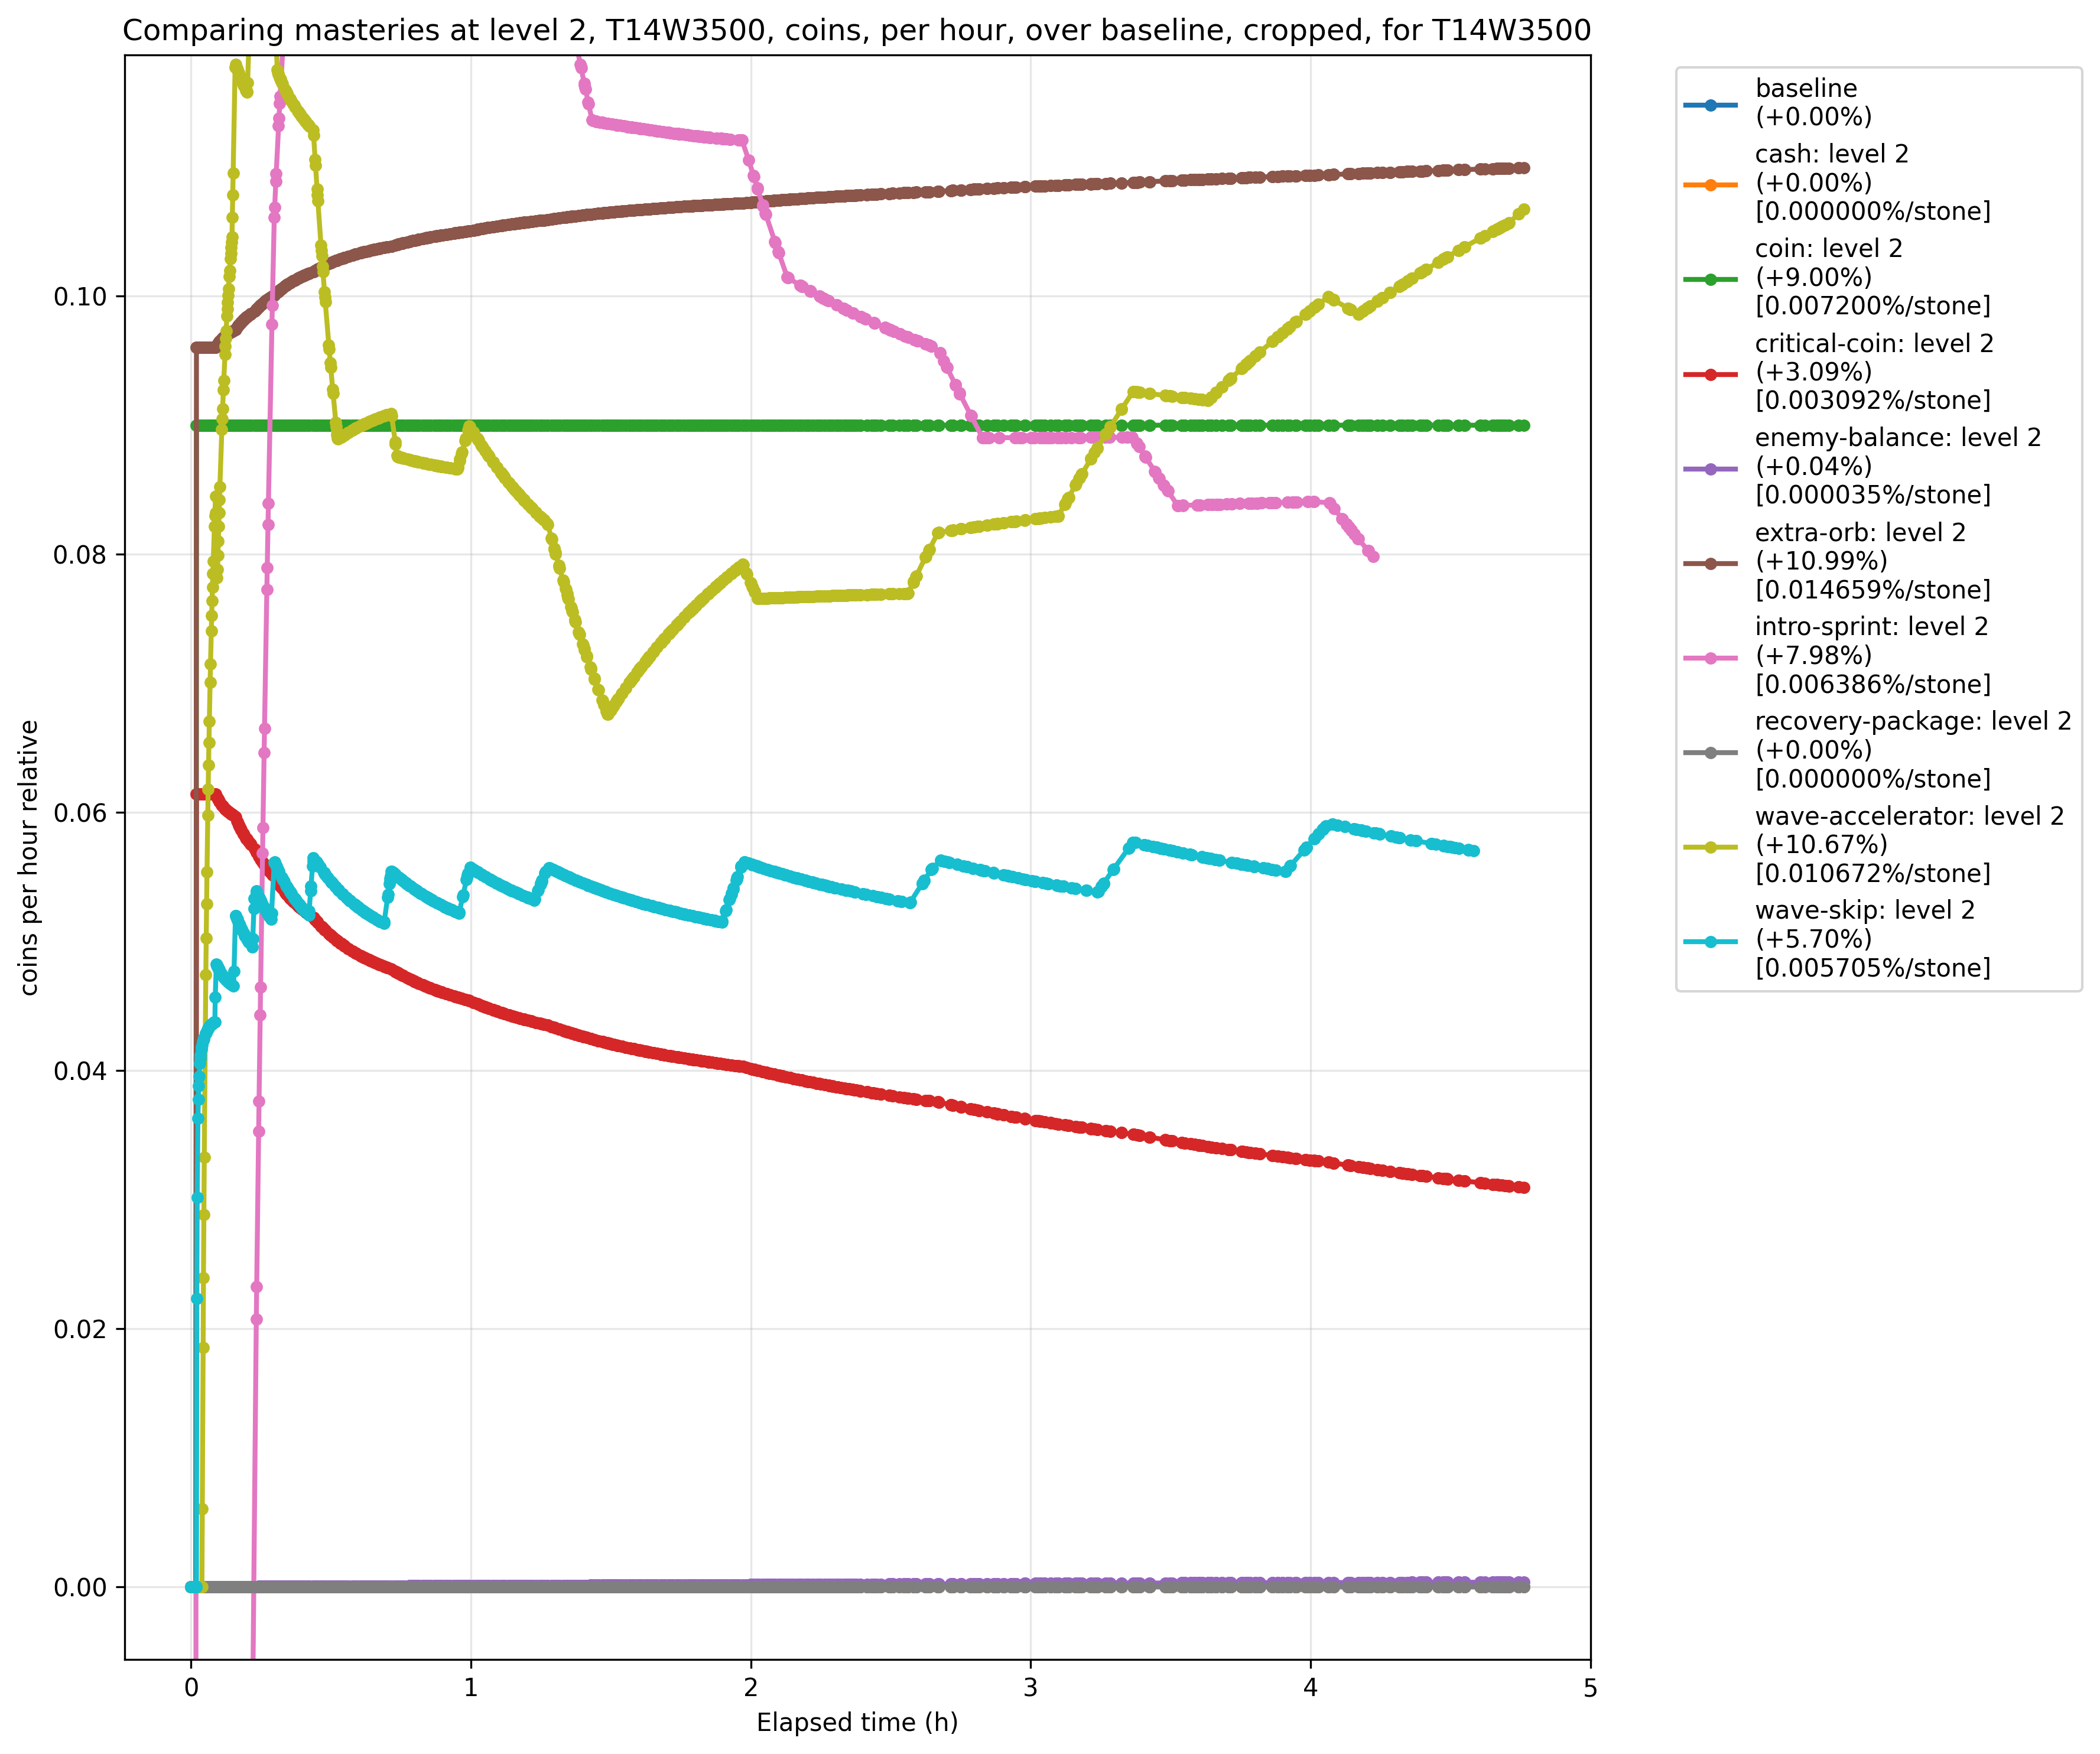 Comparing masteries at level 2, T14W3500, coins, per hour, over baseline, cropped, for T14W3500
coins per hour relative
0.10
0.08
0.06
0.04
0.02
0.00
0
1
2
3
4
5
Elapsed time (h)
baseline
(+0.00%)
cash: level 2
(+0.00%)
[0.000000%/stone]
coin: level 2
(+9.00%)
[0.007200%/stone]
critical-coin: level 2
(+3.09%)
[0.003092%/stone]
enemy-balance: level 2
(+0.04%)
[0.000035%/stone]
extra-orb: level 2
(+10.99%)
[0.014659%/stone]
intro-sprint: level 2
(+7.98%)
[0.006386%/stone]
recovery-package: level 2
(+0.00%)
[0.000000%/stone]
wave-accelerator: level 2
(+10.67%)
[0.010672%/stone]
wave-skip: level 2
(+5.70%)
[0.005705%/stone]